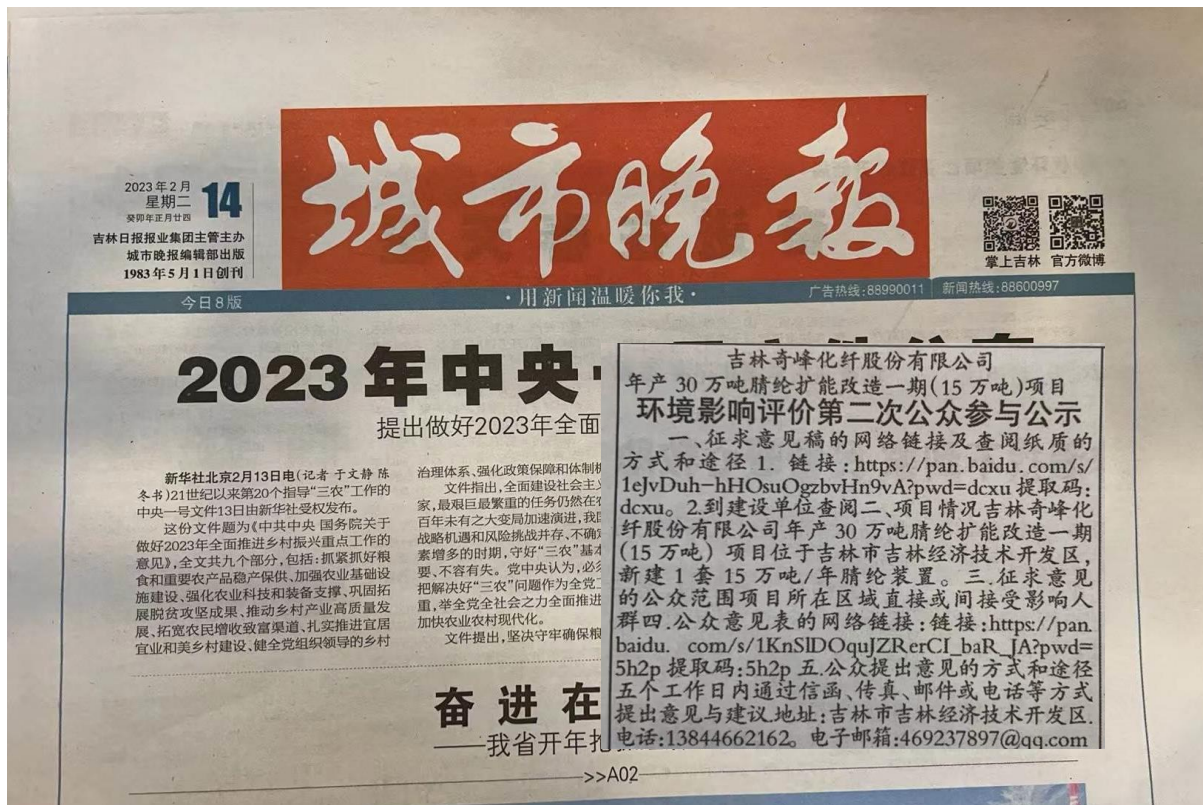 城市晚報
2023年2月
星期二
癸卯年正月廿四
14
吉林日报报业集团主管主办
城市晚报编辑部出版
1983年5月1日创刊
掌上吉林 官方微博
今日8版
·用新闻温暖你我·
广告热线:88990011
新闻热线:88600997
2023年中央一
提出做好2023年全面
新华社北京2月13日电(记者 于文静 陈
冬书)21世纪以来第20个指导“三农”工作的
中央一号文件13日由新华社受权发布。
这份文件题为《中共中央 国务院关于
做好2023年全面推进乡村振兴重点工作的
意见》,全文共九个部分,包括:抓紧抓好粮
食和重要农产品稳产保供、加强农业基础设
施建设、强化农业科技和装备支撑、巩固拓
展脱贫攻坚成果、推动乡村产业高质量发
展、拓宽农民增收致富渠道、扎实推进宜居
宜业和美乡村建设、健全党组织领导的乡村
治理体系、强化政策保障和体制机
文件指出,全面建设社会主义
家,最艰巨最繁重的任务仍然在农
百年未有之大变局加速演进,我国
战略机遇和风险挑战并存、不确定
素增多的时期,守好“三农”基本
要、不容有失。党中央认为,必须
把解决好“三农”问题作为全党工
重,举全党全社会之力全面推进
加快农业农村现代化。
文件提出,坚决守牢确保粮
奋进在
——我省开年
>>A02
吉林奇峰化纤股份有限公司
年产30万吨腈纶扩能改造一期(15万吨)项目
环境影响评价第二次公众参与公示
一、征求意见稿的网络链接及查阅纸质的
方式和途径 1. 链接:https://pan.baidu.com/s/
1eJvDuh-hHOsuOgzbvHn9vA?pwd=dcxu 提取码:
dcxu。2.到建设单位查阅二、项目情况吉林奇峰化
纤股份有限公司年产30万吨腈纶扩能改造一期
(15万吨) 项目位于吉林市吉林经济技术开发区,
新建1套15万吨/年腈纶装置。三.征求意见
的公众范围项目所在区域直接或间接受影响人
群四.公众意见表的网络链接:链接:https://pan.
baidu. com/s/1KnSlDOquJZRerCI_baR_JA?pwd=
5h2p 提取码:5h2p 五.公众提出意见的方式和途径
五个工作日内通过信函、传真、邮件或电话等方式
提出意见与建议.地址:吉林市吉林经济技术开发区.
电话:13844662162。电子邮箱:469237897@qq.com